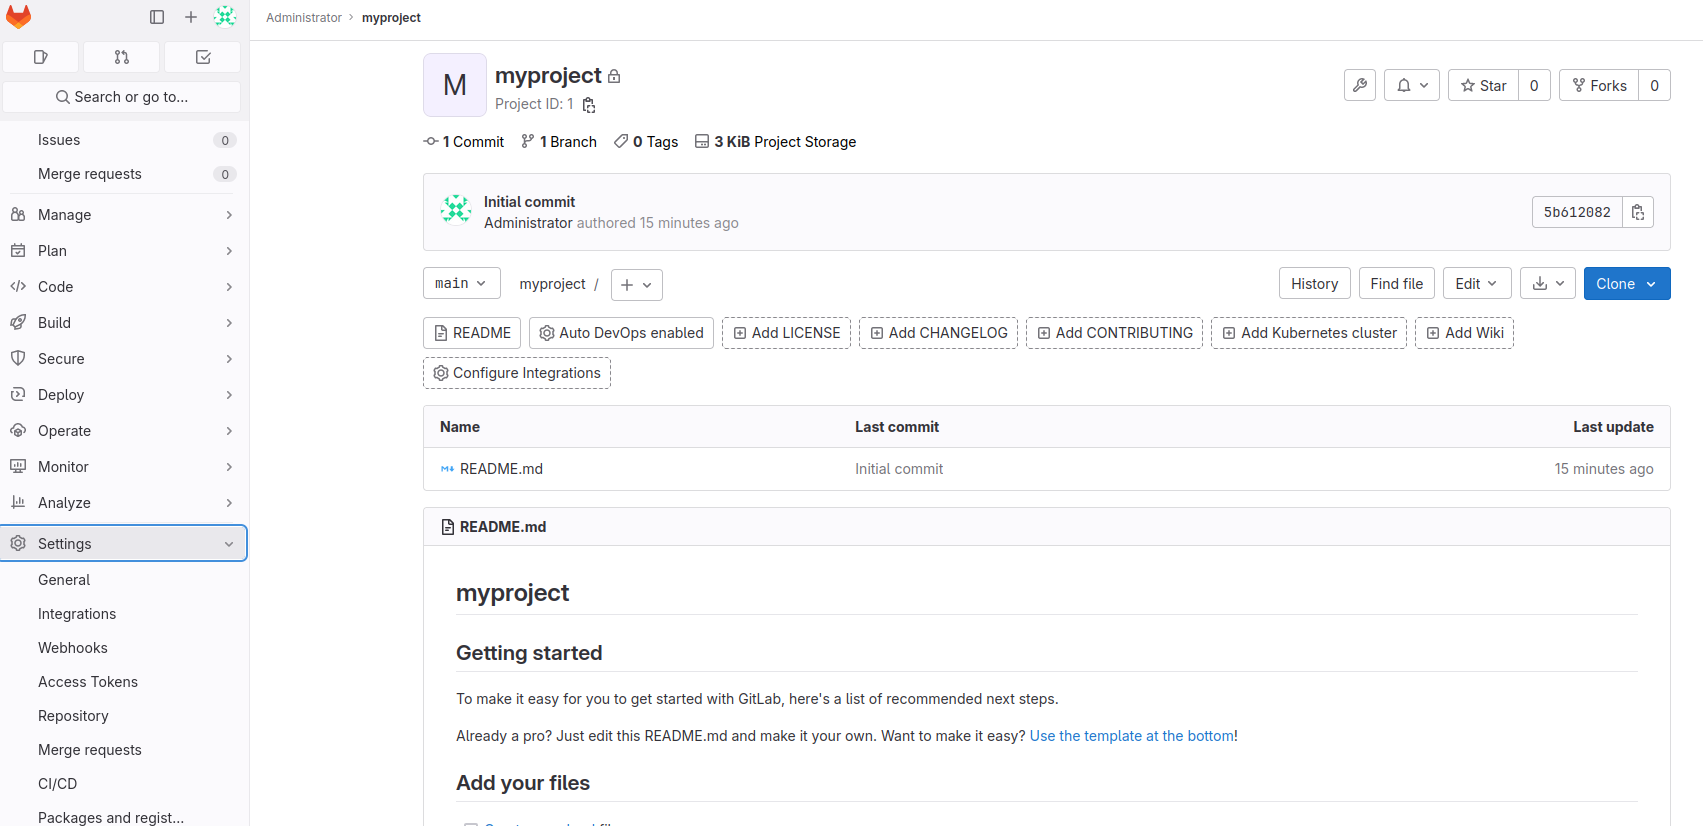 Administrator › myproject
Search or go to...
Issues 0
Merge requests 0
Manage
Plan
Code
Build
Secure
Deploy
Operate
Monitor
Analyze
Settings
General
Integrations
Webhooks
Access Tokens
Repository
Merge requests
CI/CD
Packages and regist...
M
myproject
Project ID: 1
Star 0
Forks 0
1 Commit 1 Branch 0 Tags 3 KiB Project Storage
Initial commit
Administrator authored 15 minutes ago
5b612082
main myproject /
History Find file Edit Clone
README Auto DevOps enabled Add LICENSE Add CHANGELOG Add CONTRIBUTING Add Kubernetes cluster Add Wiki
Configure Integrations
Name Last commit Last update
README.md Initial commit 15 minutes ago
README.md
myproject
Getting started
To make it easy for you to get started with GitLab, here's a list of recommended next steps.
Already a pro? Just edit this README.md and make it your own. Want to make it easy? Use the template at the bottom!
Add your files